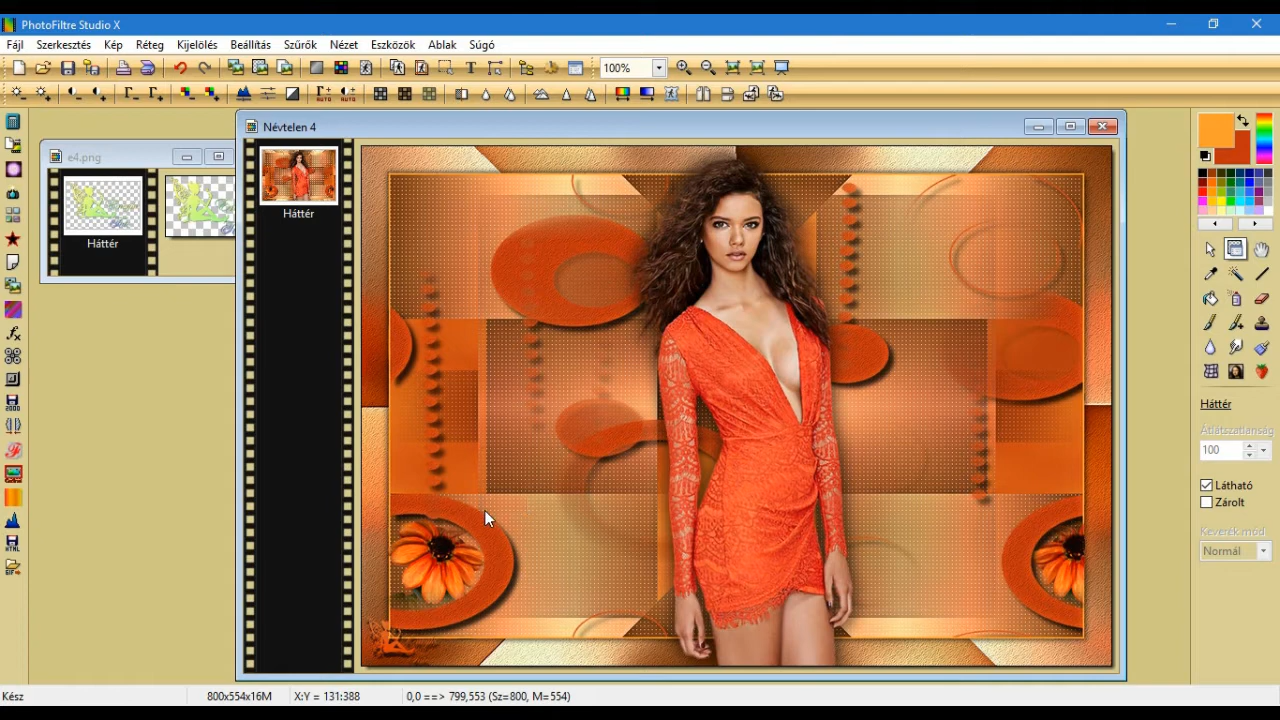 PhotoFiltre Studio X
Fájl Szerkesztés Kép Réteg Kijelölés Beállítás Szűrők Nézet Eszközök Ablak Súgó
100%
Névtelen 4
e4.png
Háttér
Háttér
Háttér
Átlátszatlanság
100
Látható
Zárolt
Keverék mód
Normál
Kész 800x554x16M X:Y = 131:388 0,0 ==> 799,553 (Sz=800, M=554)